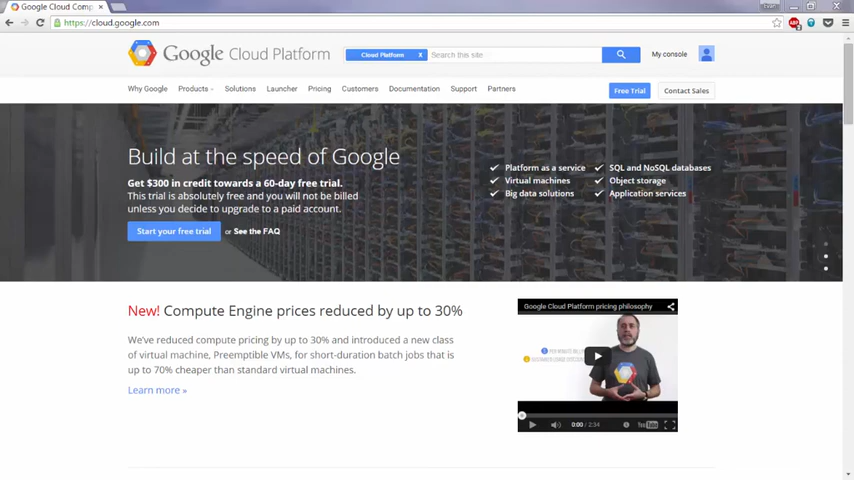 Google Cloud Comp
https://cloud.google.com
Google Cloud Platform
Cloud Platform X
Search this site
My console
Why Google Products Solutions Launcher Pricing Customers Documentation Support Partners
Free Trial
Contact Sales
Build at the speed of Google
Get $300 in credit towards a 60-day free trial.
This trial is absolutely free and you will not be billed
unless you decide to upgrade to a paid account.
Start your free trial or See the FAQ
Platform as a service
Virtual machines
Big data solutions
SQL and NoSQL databases
Object storage
Application services
New! Compute Engine prices reduced by up to 30%
We've reduced compute pricing by up to 30% and introduced a new class
of virtual machine, Preemptible VMs, for short-duration batch jobs that is
up to 70% cheaper than standard virtual machines.
Learn more »
Google Cloud Platform pricing philosophy
0:00 / 2:34
YouTube